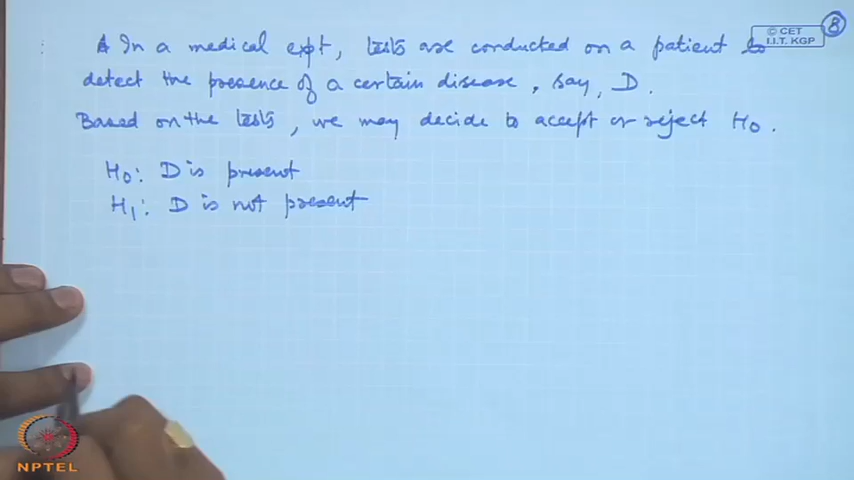 8
© CET
I.I.T. KGP
In a medical expt, tests are conducted on a patient to
detect the presence of a certain disease, say, D.
Based on the tests, we may decide to accept or reject H₀.
H₀: D is present
H₁: D is not present
NPTEL